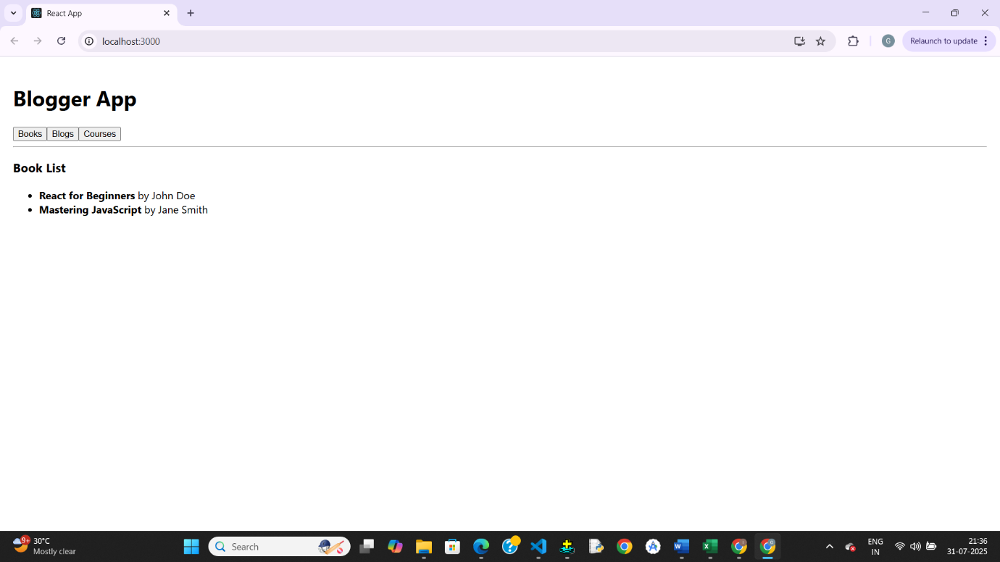 React App
localhost:3000
G
Relaunch to update
Blogger App
Books Blogs Courses
Book List
• React for Beginners by John Doe
• Mastering JavaScript by Jane Smith
9+
30°C
Mostly clear
Search
ENG
IN
21:36
31-07-2025